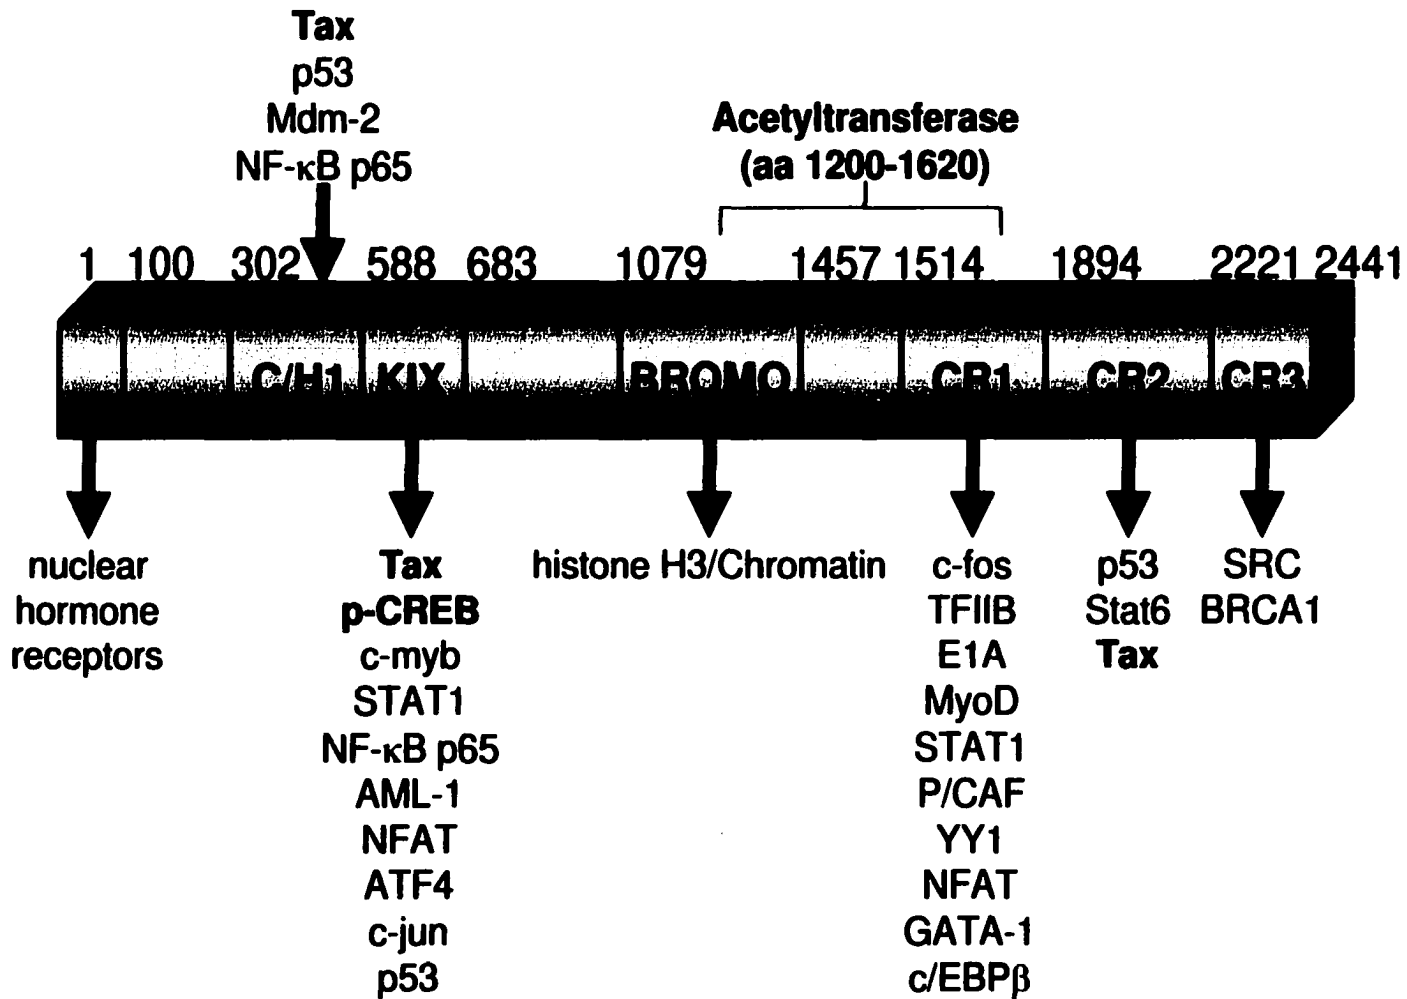 Tax
p53
Mdm-2
NF-κB p65
Acetyltransferase
(aa 1200-1620)
1 100 302 588 683 1079 1457 1514 1894 2221 2441
C/H1 KIX BROMO CR1 CR2 CR3
nuclear
hormone
receptors
Tax
p-CREB
c-myb
STAT1
NF-κB p65
AML-1
NFAT
ATF4
c-jun
p53
histone H3/Chromatin
c-fos
TFIIB
E1A
MyoD
STAT1
P/CAF
YY1
NFAT
GATA-1
c/EBPβ
p53
Stat6
Tax
SRC
BRCA1